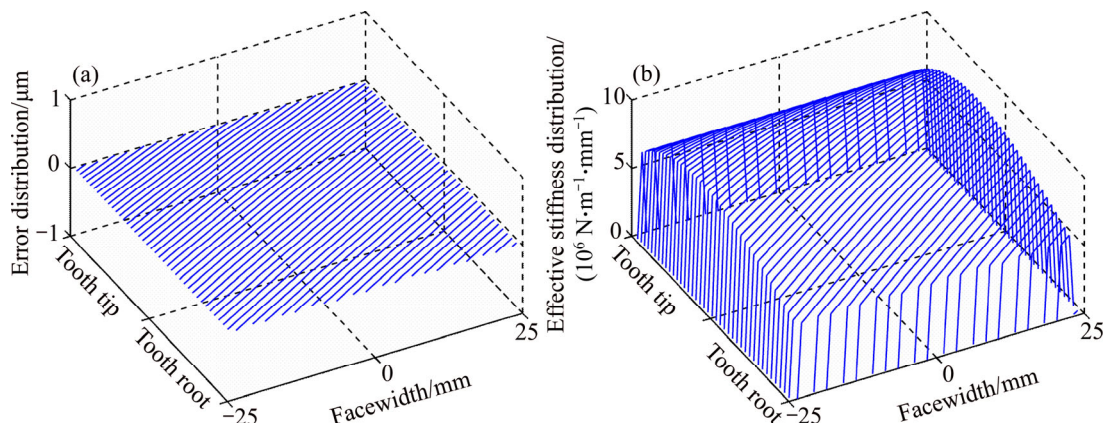 (a)
Error distribution/μm
1
0
−1
Tooth tip
Tooth root
−25
0
25
Facewidth/mm
(b)
Effective stiffness distribution/
(10⁶ N·m⁻¹·mm⁻¹)
10
5
0
Tooth tip
Tooth root
−25
0
25
Facewidth/mm